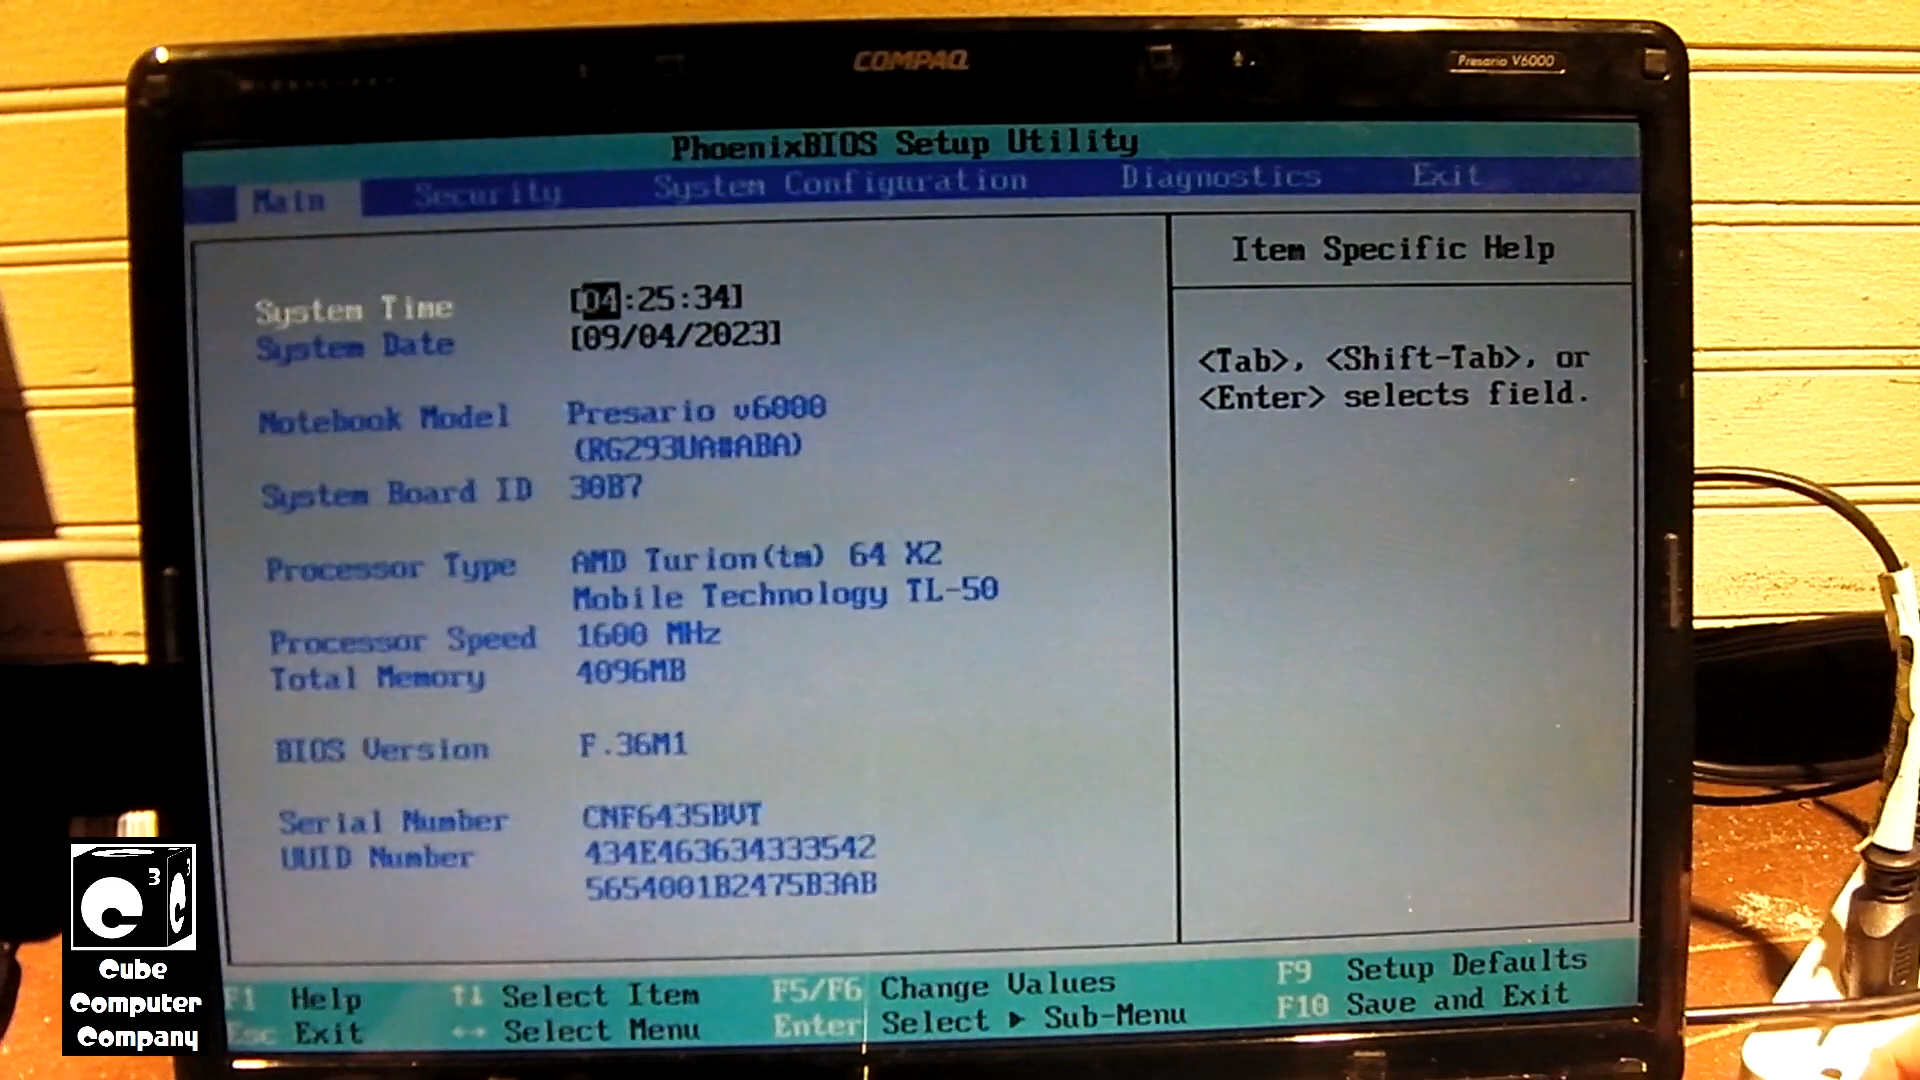 COMPAQ
Presario V6000
PhoenixBIOS Setup Utility
Main Security System Configuration Diagnostics Exit
Item Specific Help
System Time [04:25:34]
System Date [09/04/2023]
<Tab>, <Shift-Tab>, or
<Enter> selects field.
Notebook Model Presario v6000
(RG293UA#ABA)
System Board ID 30B7
Processor Type AMD Turion(tm) 64 X2
Mobile Technology TL-50
Processor Speed 1600 MHz
Total Memory 4096MB
BIOS Version F.36M1
Serial Number CNF6435BVT
UUID Number 434E463634333542
5654001B2475B3AB
F1 Help ↑↓ Select Item F5/F6 Change Values F9 Setup Defaults
Esc Exit ↔ Select Menu Enter Select ▶ Sub-Menu F10 Save and Exit
C3 C3
Cube
Computer
Company